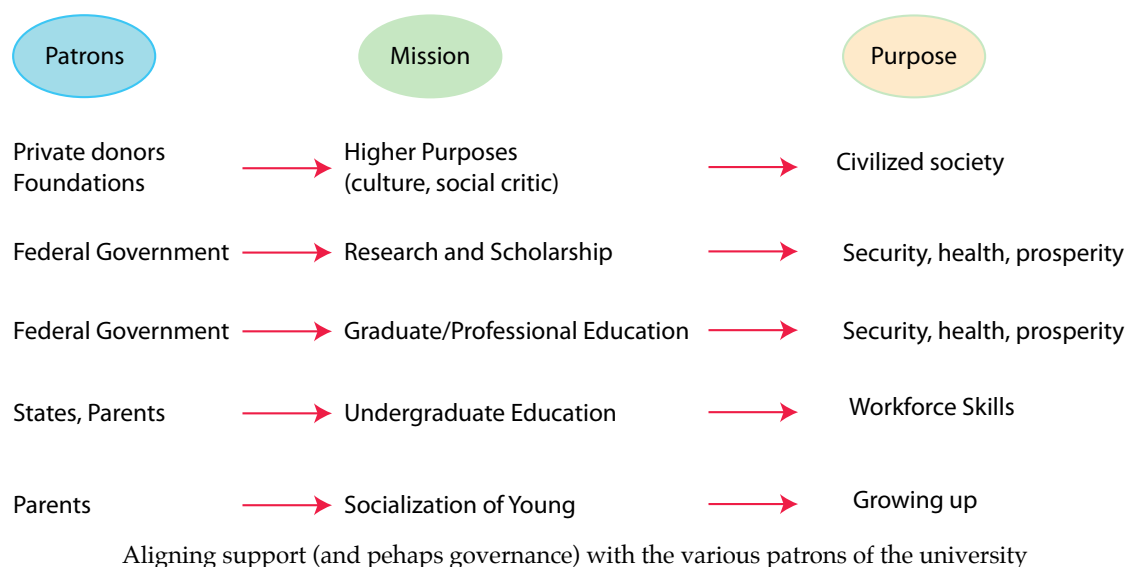 Patrons
Mission
Purpose
Private donors
Foundations
Higher Purposes
(culture, social critic)
Civilized society
Federal Government
Research and Scholarship
Security, health, prosperity
Federal Government
Graduate/Professional Education
Security, health, prosperity
States, Parents
Undergraduate Education
Workforce Skills
Parents
Socialization of Young
Growing up
Aligning support (and pehaps governance) with the various patrons of the university